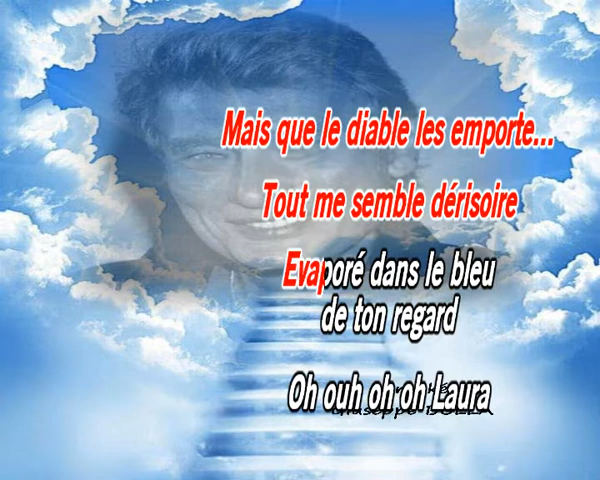 Mais que le diable les emporte...
Tout me semble dérisoire
Evaporé dans le bleu
de ton regard
Oh ouh oh oh Laura